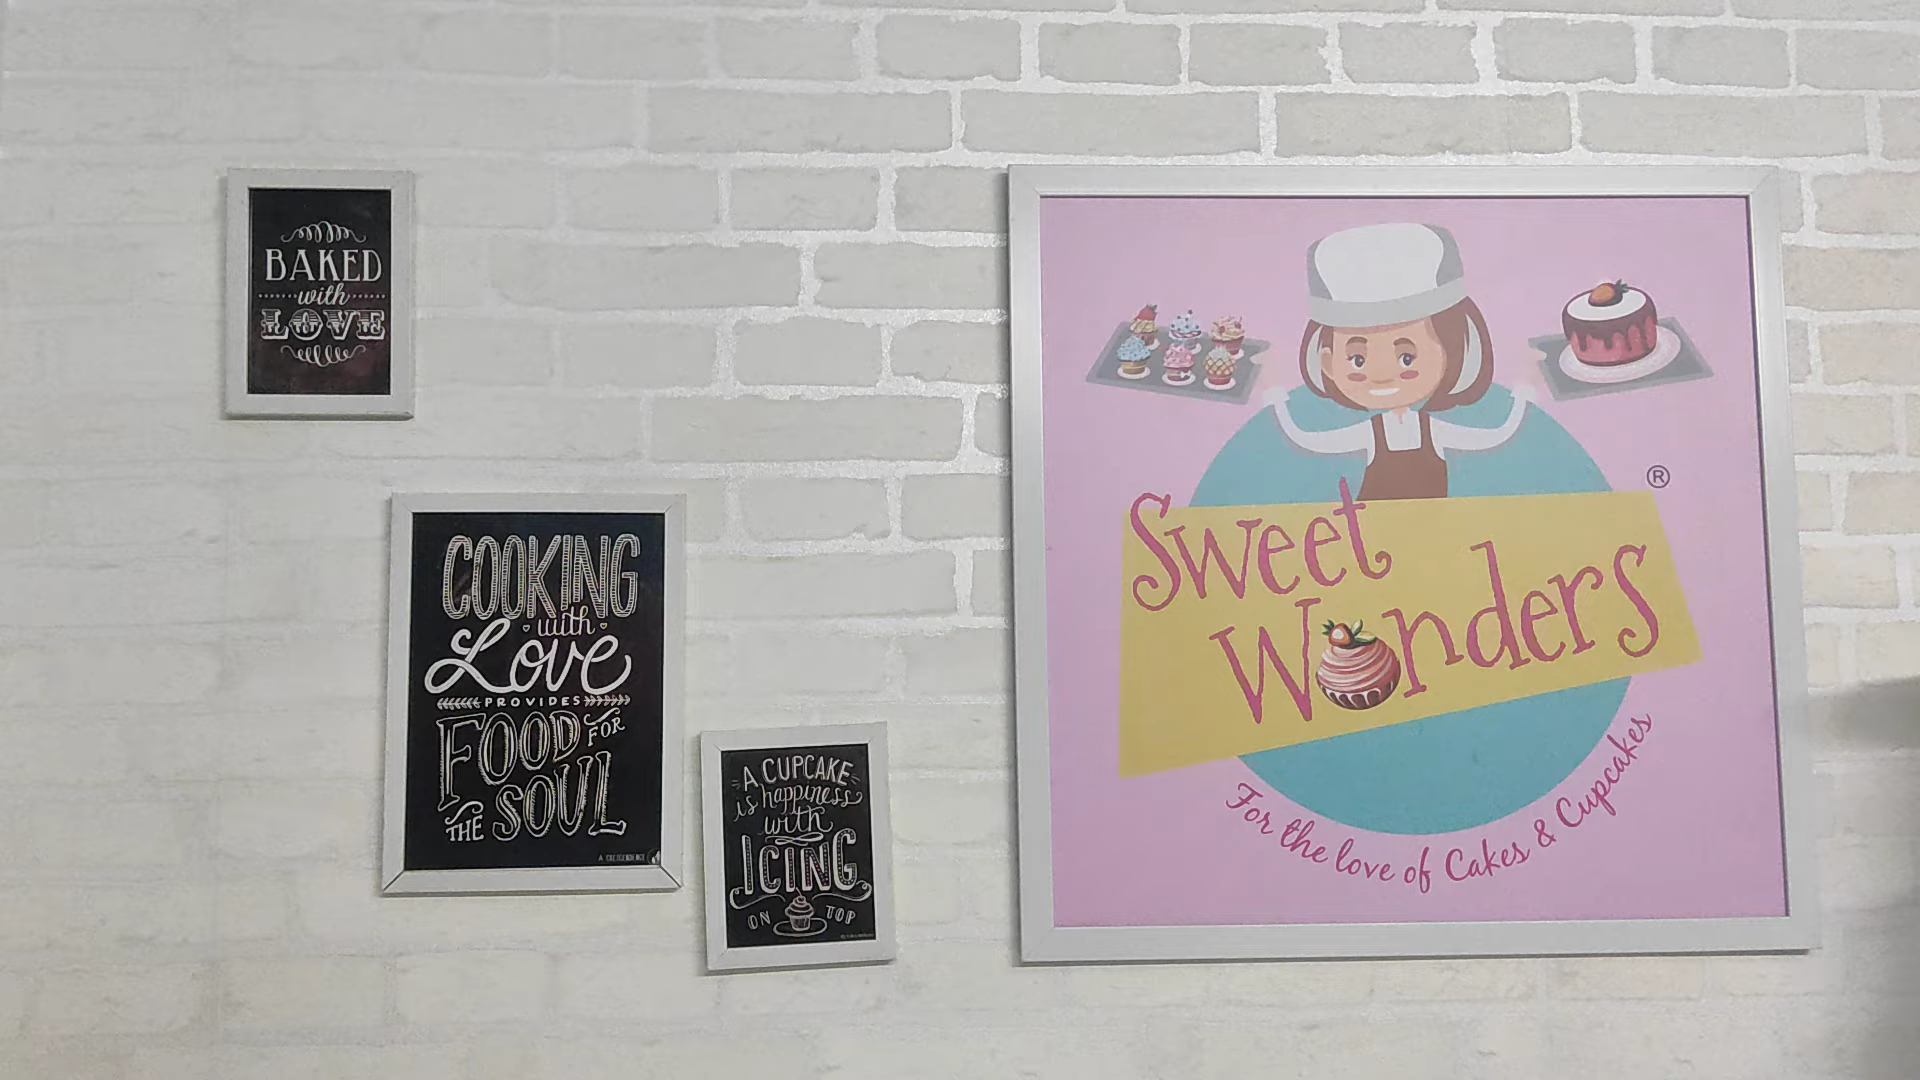 BAKED
with
LOVE
COOKING
with
Love
PROVIDES
FOOD FOR
THE SOUL
A CUPCAKE
is happiness
with
ICING
ON TOP
®
Sweet
Wonders
For the love of Cakes & Cupcakes